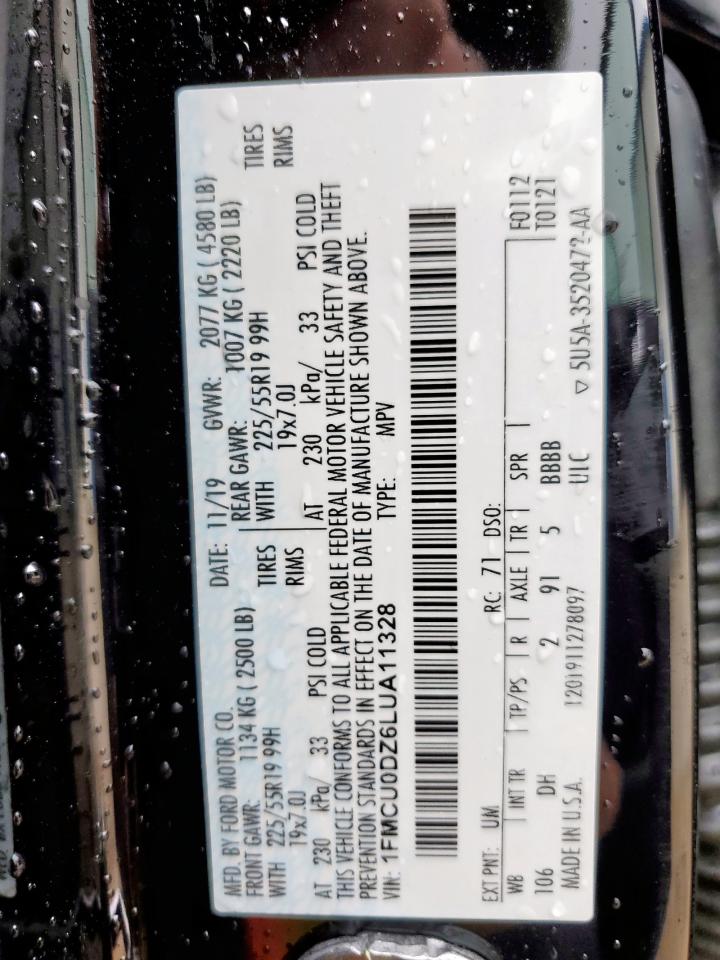 MFD. BY FORD MOTOR CO. DATE: 11/19 GVWR: 2077 KG ( 4580 LB)
FRONT GAWR: 1134 KG ( 2500 LB) REAR GAWR: 1007 KG ( 2220 LB)
WITH 225/55R19 99H TIRES WITH 225/55R19 99H TIRES
19x7.0J RIMS 19x7.0J RIMS
AT 230 kPa/ 33 PSI COLD AT 230 kPa/ 33 PSI COLD
THIS VEHICLE CONFORMS TO ALL APPLICABLE FEDERAL MOTOR VEHICLE SAFETY AND THEFT
PREVENTION STANDARDS IN EFFECT ON THE DATE OF MANUFACTURE SHOWN ABOVE.
VIN: 1FMCU0DZ6LUA11328 TYPE: MPV
EXT PNT: UM RC: 71 DSO: F0112
WB INT TR TP/PS R AXLE TR SPR T0121
106 DH 2 91 5 BBBB
UIC
MADE IN U.S.A. 1201911278097 ▽ 5U5A-3520472-AA